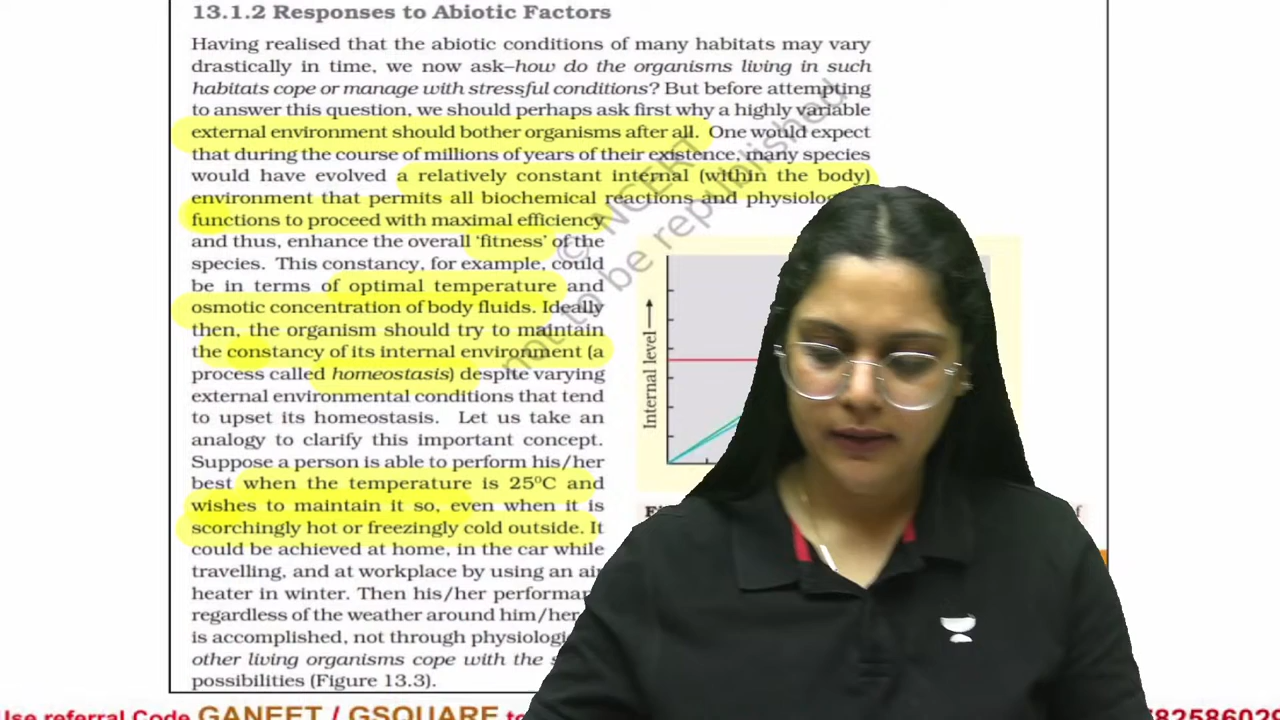 13.1.2 Responses to Abiotic Factors
Having realised that the abiotic conditions of many habitats may vary
drastically in time, we now ask–how do the organisms living in such
habitats cope or manage with stressful conditions? But before attempting
to answer this question, we should perhaps ask first why a highly variable
external environment should bother organisms after all. One would expect
that during the course of millions of years of their existence, many species
would have evolved a relatively constant internal (within the body)
environment that permits all biochemical reactions and
functions to proceed with maximal efficiency
and thus, enhance the overall ‘fitness’ of the
species. This constancy, for example, could
be in terms of optimal temperature and
osmotic concentration of body fluids. Ideally
then, the organism should try to maintain
the constancy of its internal environment (a
process called homeostasis) despite varying
external environmental conditions that tend
to upset its homeostasis. Let us take an
analogy to clarify this important concept.
Suppose a person is able to perform his/her
best when the temperature is 25°C and
wishes to maintain it so, even when it is
scorchingly hot or freezingly cold outside. It
could be achieved at home, in the car while
travelling, and at workplace by using an air
heater in winter. Then his/her
regardless of the weather around him/her
is accomplished, not through
other living organisms cope with the
possibilities (Figure 13.3).
Internal level
© NCERT
not to be republished
Use referral Code GANEET / GSQUARE to